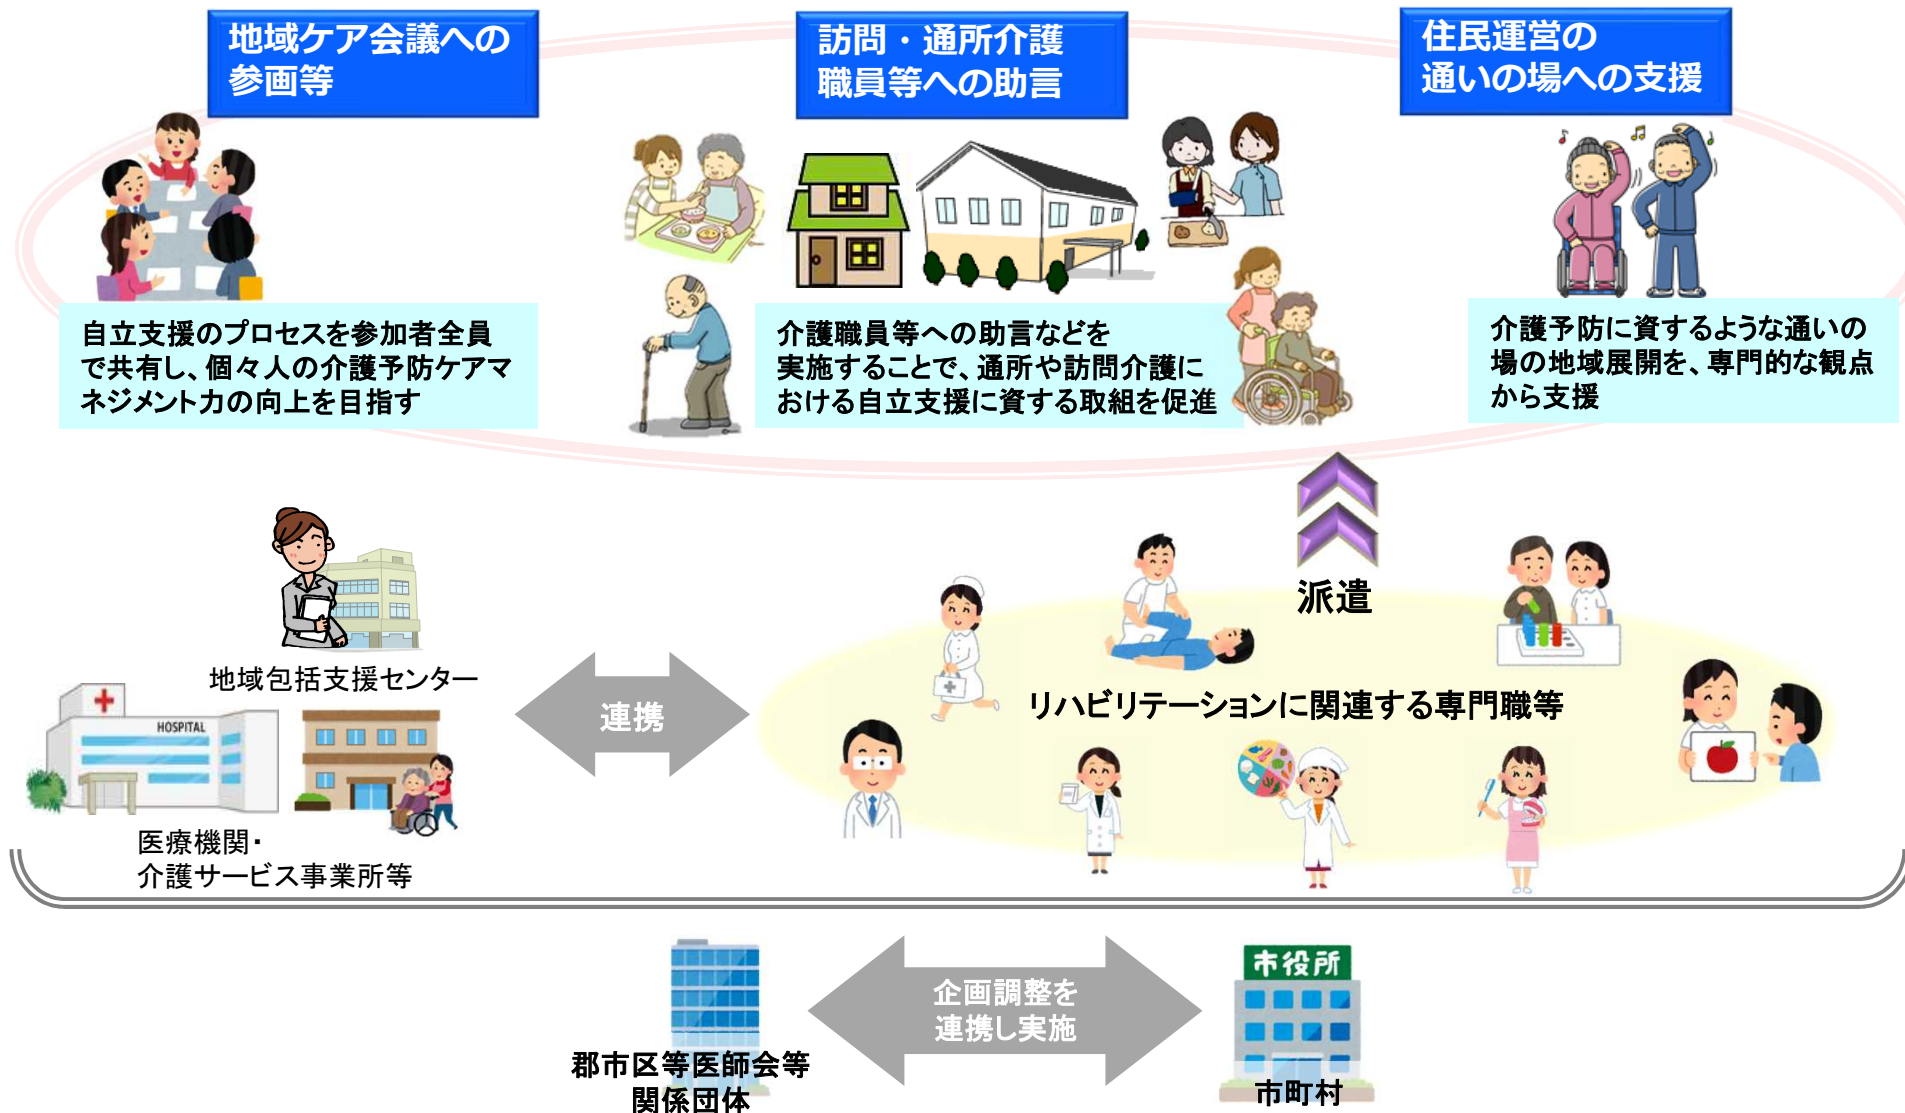 地域ケア会議への
参画等
訪問・通所介護
職員等への助言
住民運営の
通いの場への支援
自立支援のプロセスを参加者全員
で共有し、個々人の介護予防ケアマ
ネジメント力の向上を目指す
介護職員等への助言などを
実施することで、通所や訪問介護に
おける自立支援に資する取組を促進
介護予防に資するような通いの
場の地域展開を、専門的な観点
から支援
派遣
地域包括支援センター
HOSPITAL
連携
リハビリテーションに関連する専門職等
医療機関・
介護サービス事業所等
市役所
企画調整を
連携し実施
郡市区等医師会等
関係団体
市町村